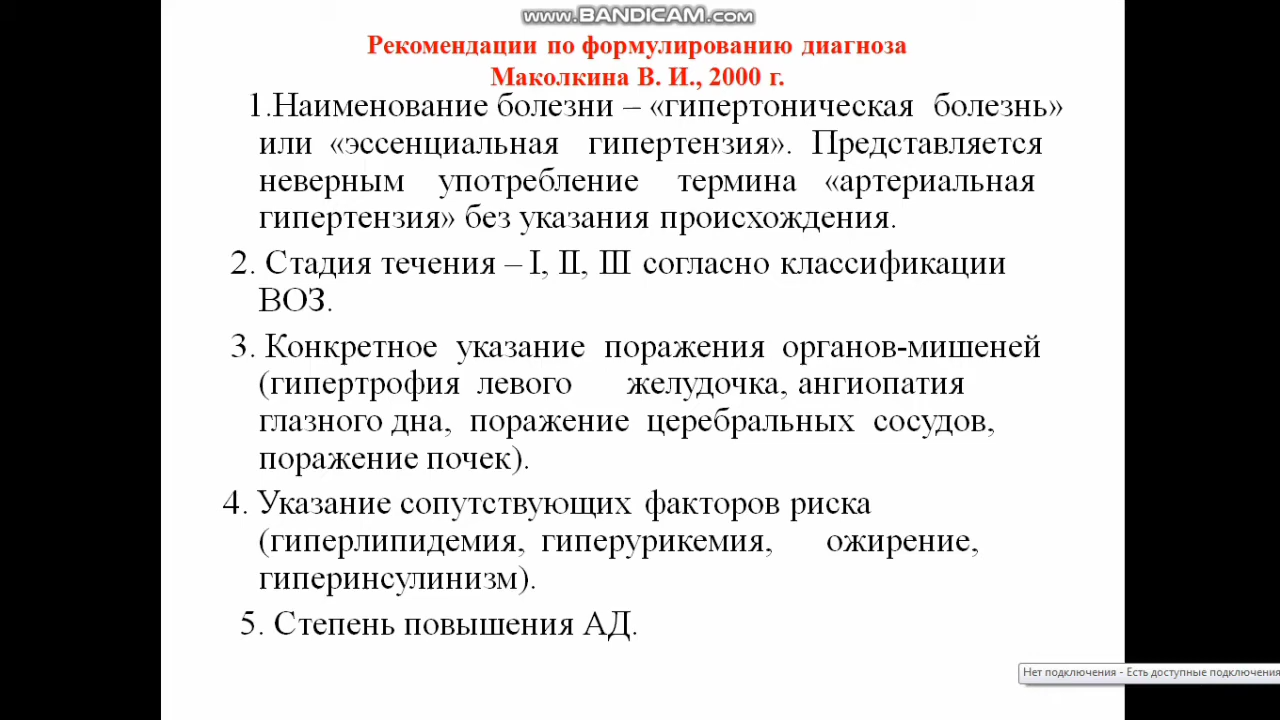 www.BANDICAM.com
Рекомендации по формулированию диагноза
Маколкина В. И., 2000 г.
1.Наименование болезни – «гипертоническая болезнь»
или «эссенциальная гипертензия». Представляется
неверным употребление термина «артериальная
гипертензия» без указания происхождения.
2. Стадия течения – I, II, III согласно классификации
ВОЗ.
3. Конкретное указание поражения органов-мишеней
(гипертрофия левого желудочка, ангиопатия
глазного дна, поражение церебральных сосудов,
поражение почек).
4. Указание сопутствующих факторов риска
(гиперлипидемия, гиперурикемия, ожирение,
гиперинсулинизм).
5. Степень повышения АД.
Нет подключения - Есть доступные подключения